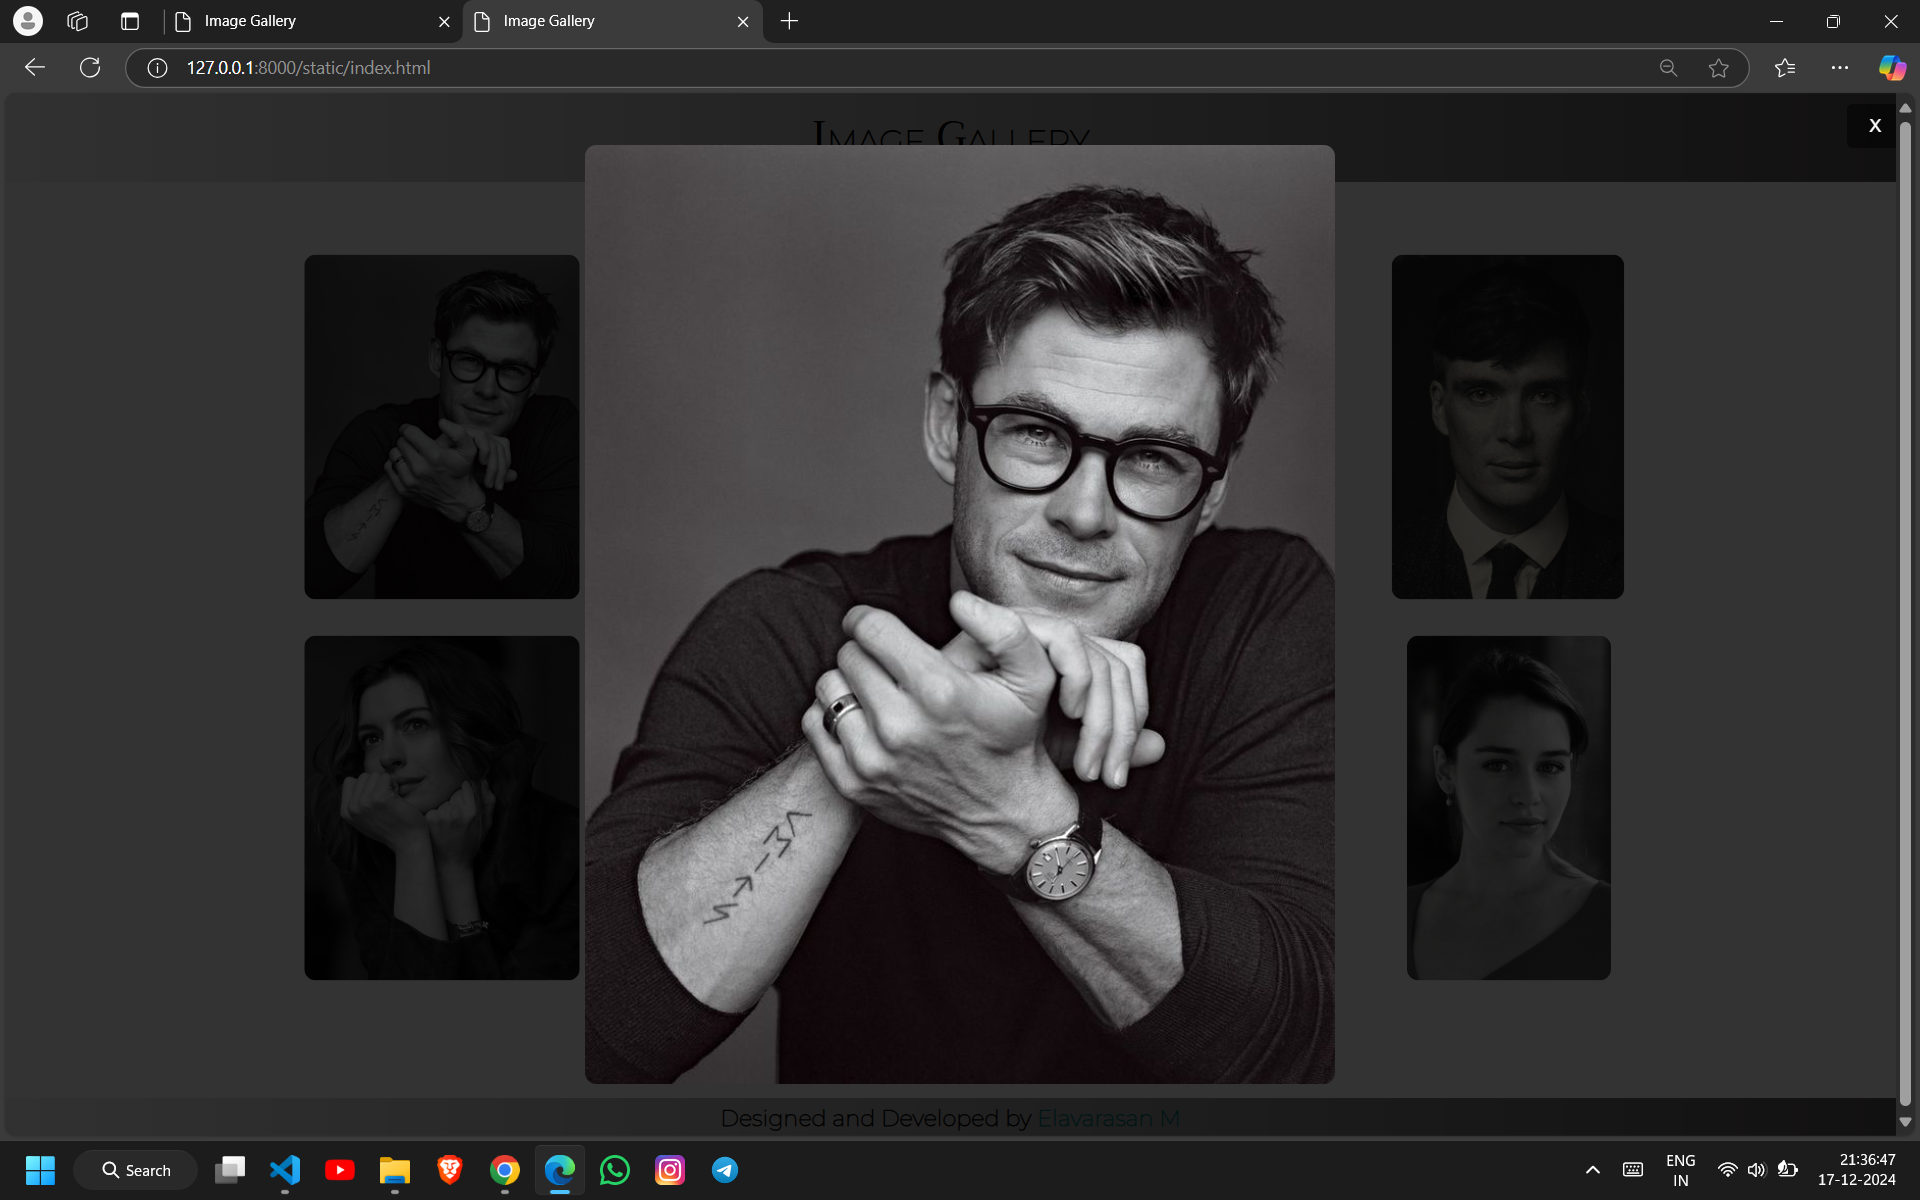 Image Gallery
Image Gallery
127.0.0.1:8000/static/index.html
Image Gallery
X
Designed and Developed by Elavarasan M
Search
ENG
IN
21:36:47
17-12-2024